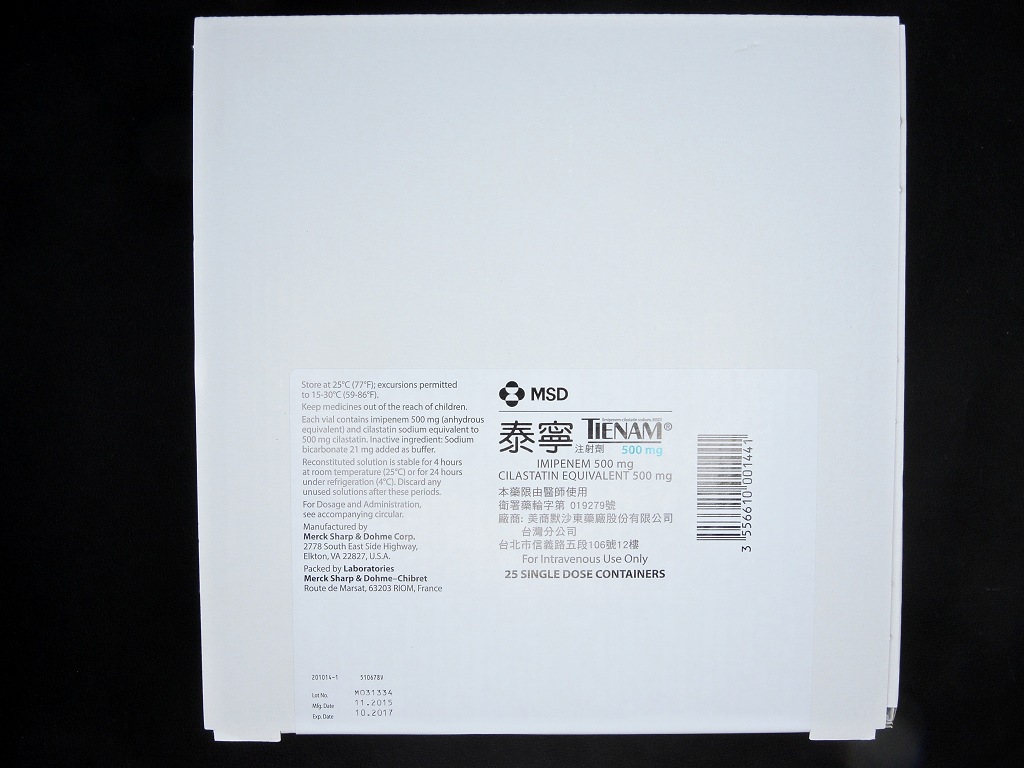 Store at 25°C (77°F); excursions permitted
to 15-30°C (59-86°F).
Keep medicines out of the reach of children.
Each vial contains imipenem 500 mg (anhydrous
equivalent) and cilastatin sodium equivalent to
500 mg cilastatin. Inactive ingredient: Sodium
bicarbonate 21 mg added as buffer.
Reconstituted solution is stable for 4 hours
at room temperature (25°C) or for 24 hours
under refrigeration (4°C). Discard any
unused solutions after these periods.
For Dosage and Administration,
see accompanying circular.
Manufactured by
Merck Sharp & Dohme Corp.
2778 South East Side Highway,
Elkton, VA 22827, U.S.A.
Packed by Laboratories
Merck Sharp & Dohme–Chibret
Route de Marsat, 63203 RIOM, France
201014-1 510678V
Lot No. M031334
Mfg. Date 11.2015
Exp. Date 10.2017
MSD
(imipenem cilastatin sodium, MSD)
泰寧 TIENAM®
注射劑 500 mg
IMIPENEM 500 mg
CILASTATIN EQUIVALENT 500 mg
本藥限由醫師使用
衛署藥輸字第 019279號
廠商: 美商默沙東藥廠股份有限公司
台灣分公司
台北市信義路五段106號12樓
For Intravenous Use Only
25 SINGLE DOSE CONTAINERS
3 556610 001441